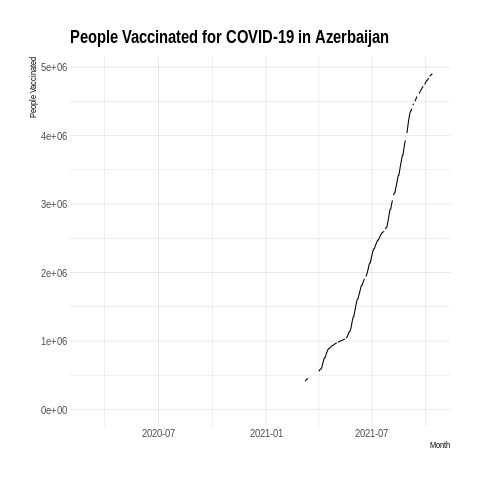 People Vaccinated for COVID-19 in Azerbaijan
People Vaccinated
5e+06
4e+06
3e+06
2e+06
1e+06
0e+00
2020-07
2021-01
2021-07
Month